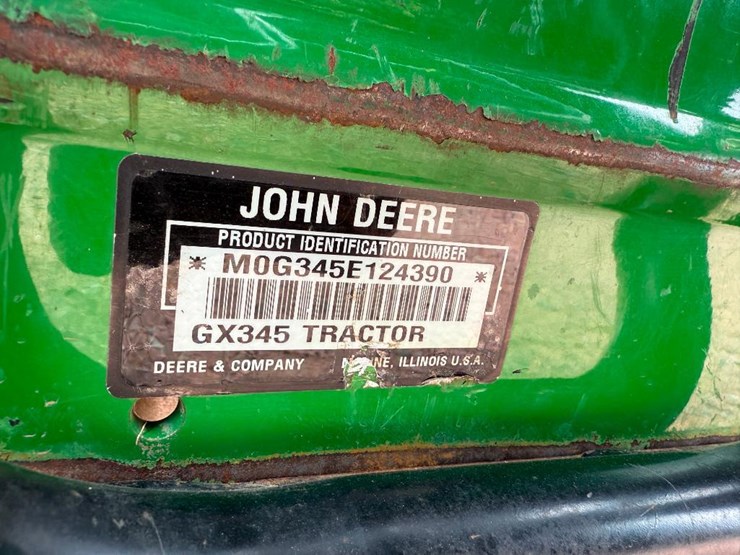 JOHN DEERE
PRODUCT IDENTIFICATION NUMBER
* M0G345E124390 *
GX345 TRACTOR
DEERE & COMPANY ILLINOIS U.S.A.